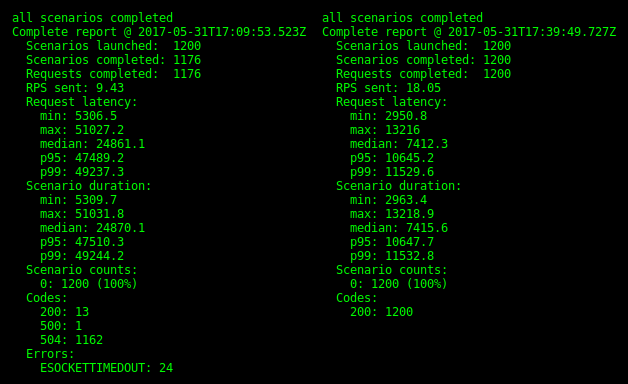 all scenarios completed
Complete report @ 2017-05-31T17:09:53.523Z
Scenarios launched:  1200
Scenarios completed: 1176
Requests completed:  1176
RPS sent: 9.43
Request latency:
min: 5306.5
max: 51027.2
median: 24861.1
p95: 47489.2
p99: 49237.3
Scenario duration:
min: 5309.7
max: 51031.8
median: 24870.1
p95: 47510.3
p99: 49244.2
Scenario counts:
0: 1200 (100%)
Codes:
200: 13
500: 1
504: 1162
Errors:
ESOCKETTIMEDOUT: 24
all scenarios completed
Complete report @ 2017-05-31T17:39:49.727Z
Scenarios launched:  1200
Scenarios completed: 1200
Requests completed:  1200
RPS sent: 18.05
Request latency:
min: 2950.8
max: 13216
median: 7412.3
p95: 10645.2
p99: 11529.6
Scenario duration:
min: 2963.4
max: 13218.9
median: 7415.6
p95: 10647.7
p99: 11532.8
Scenario counts:
0: 1200 (100%)
Codes:
200: 1200